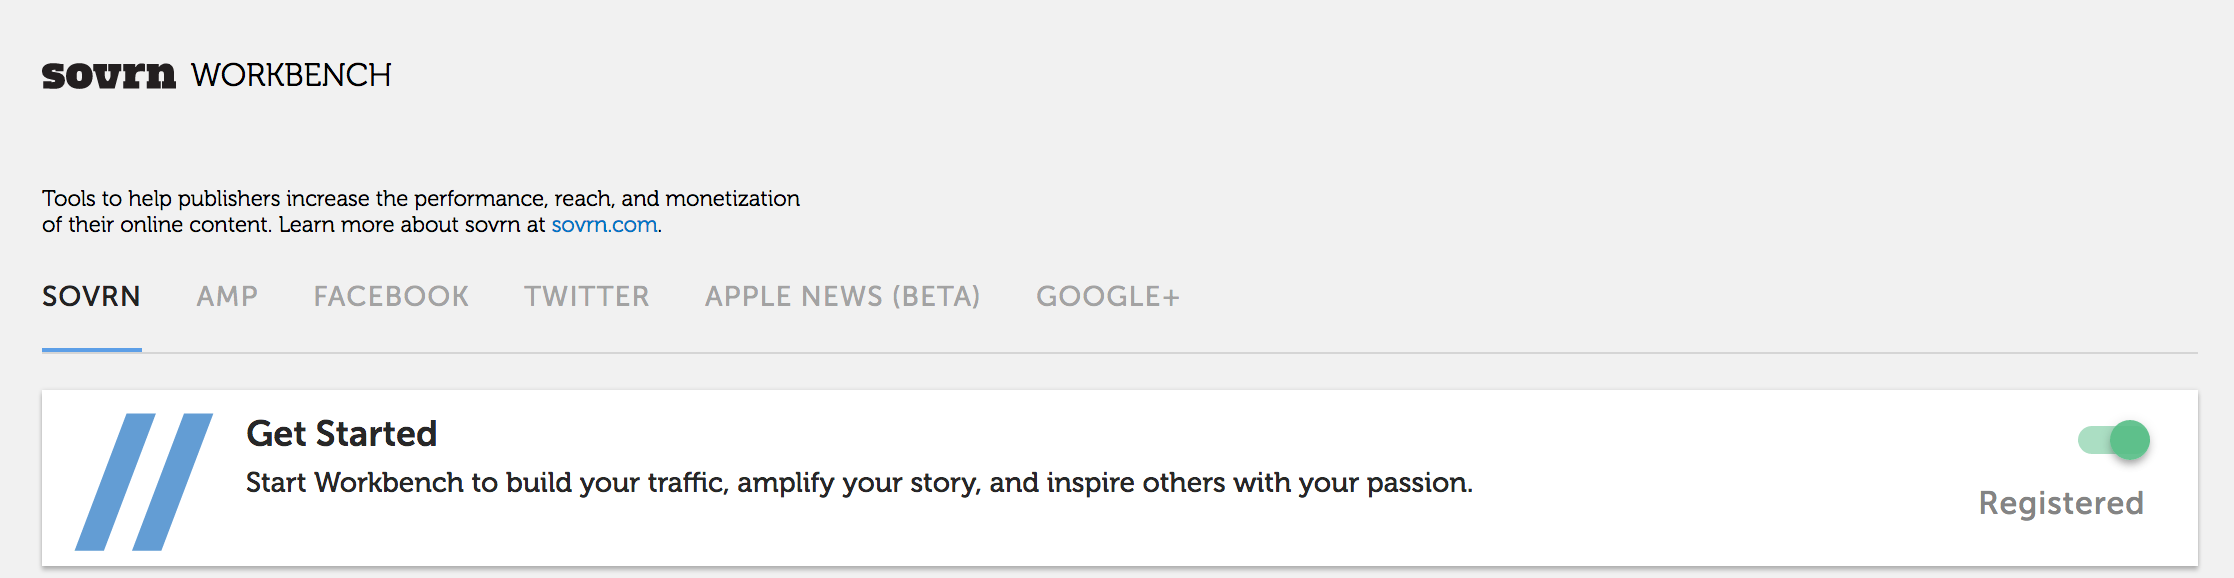 sovrn WORKBENCH
Tools to help publishers increase the performance, reach, and monetization
of their online content. Learn more about sovrn at sovrn.com.
SOVRN AMP FACEBOOK TWITTER APPLE NEWS (BETA) GOOGLE+
Get Started
Start Workbench to build your traffic, amplify your story, and inspire others with your passion.
Registered